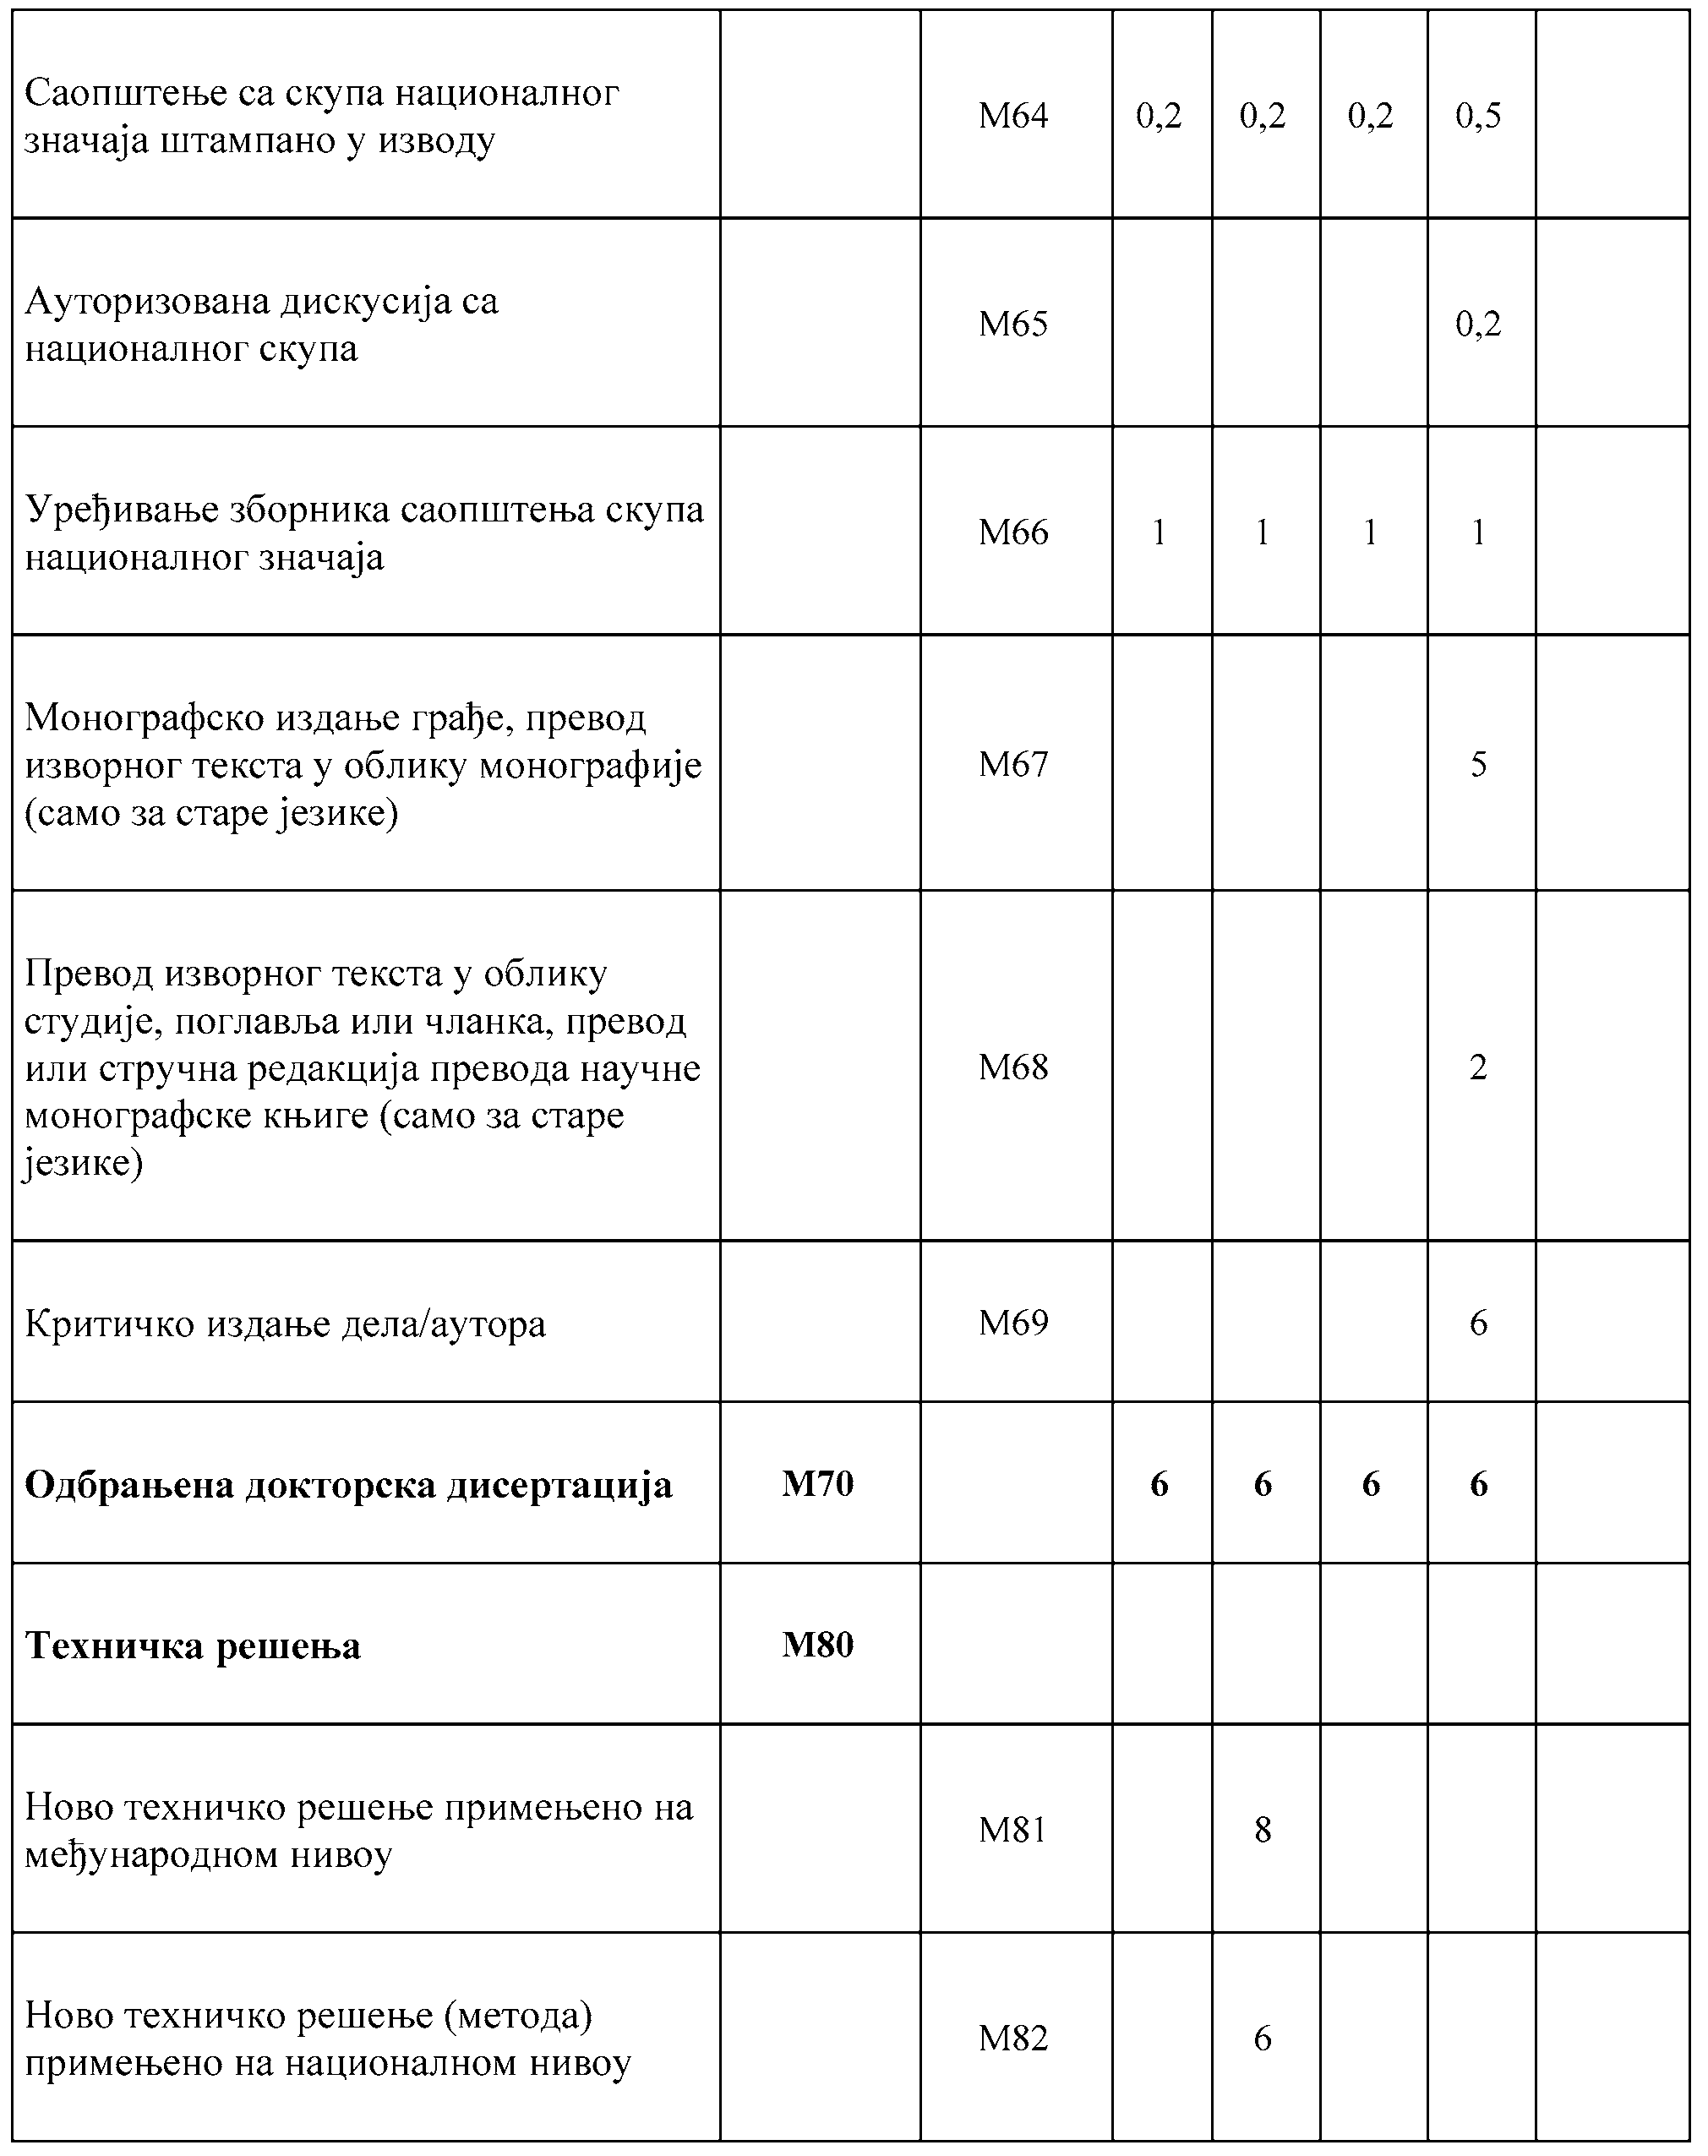 Саопштење са скупа националног
значаја штампано у изводу
М64 0,2 0,2 0,2 0,5
Ауторизована дискусија са
националног скупа
М65 0,2
Уређивање зборника саопштења скупа
националног значаја
М66 1 1 1 1
Монографско издање грађе, превод
изворног текста у облику монографије
(само за старе језике)
М67 5
Превод изворног текста у облику
студије, поглавља или чланка, превод
или стручна редакција превода научне
монографске књиге (само за старе
језике)
М68 2
Критичко издање дела/аутора М69 6
Одбрањена докторска дисертација М70 6 6 6 6
Техничка решења М80
Ново техничко решење примењено на
међународном нивоу
М81 8
Ново техничко решење (метода)
примењено на националном нивоу
М82 6